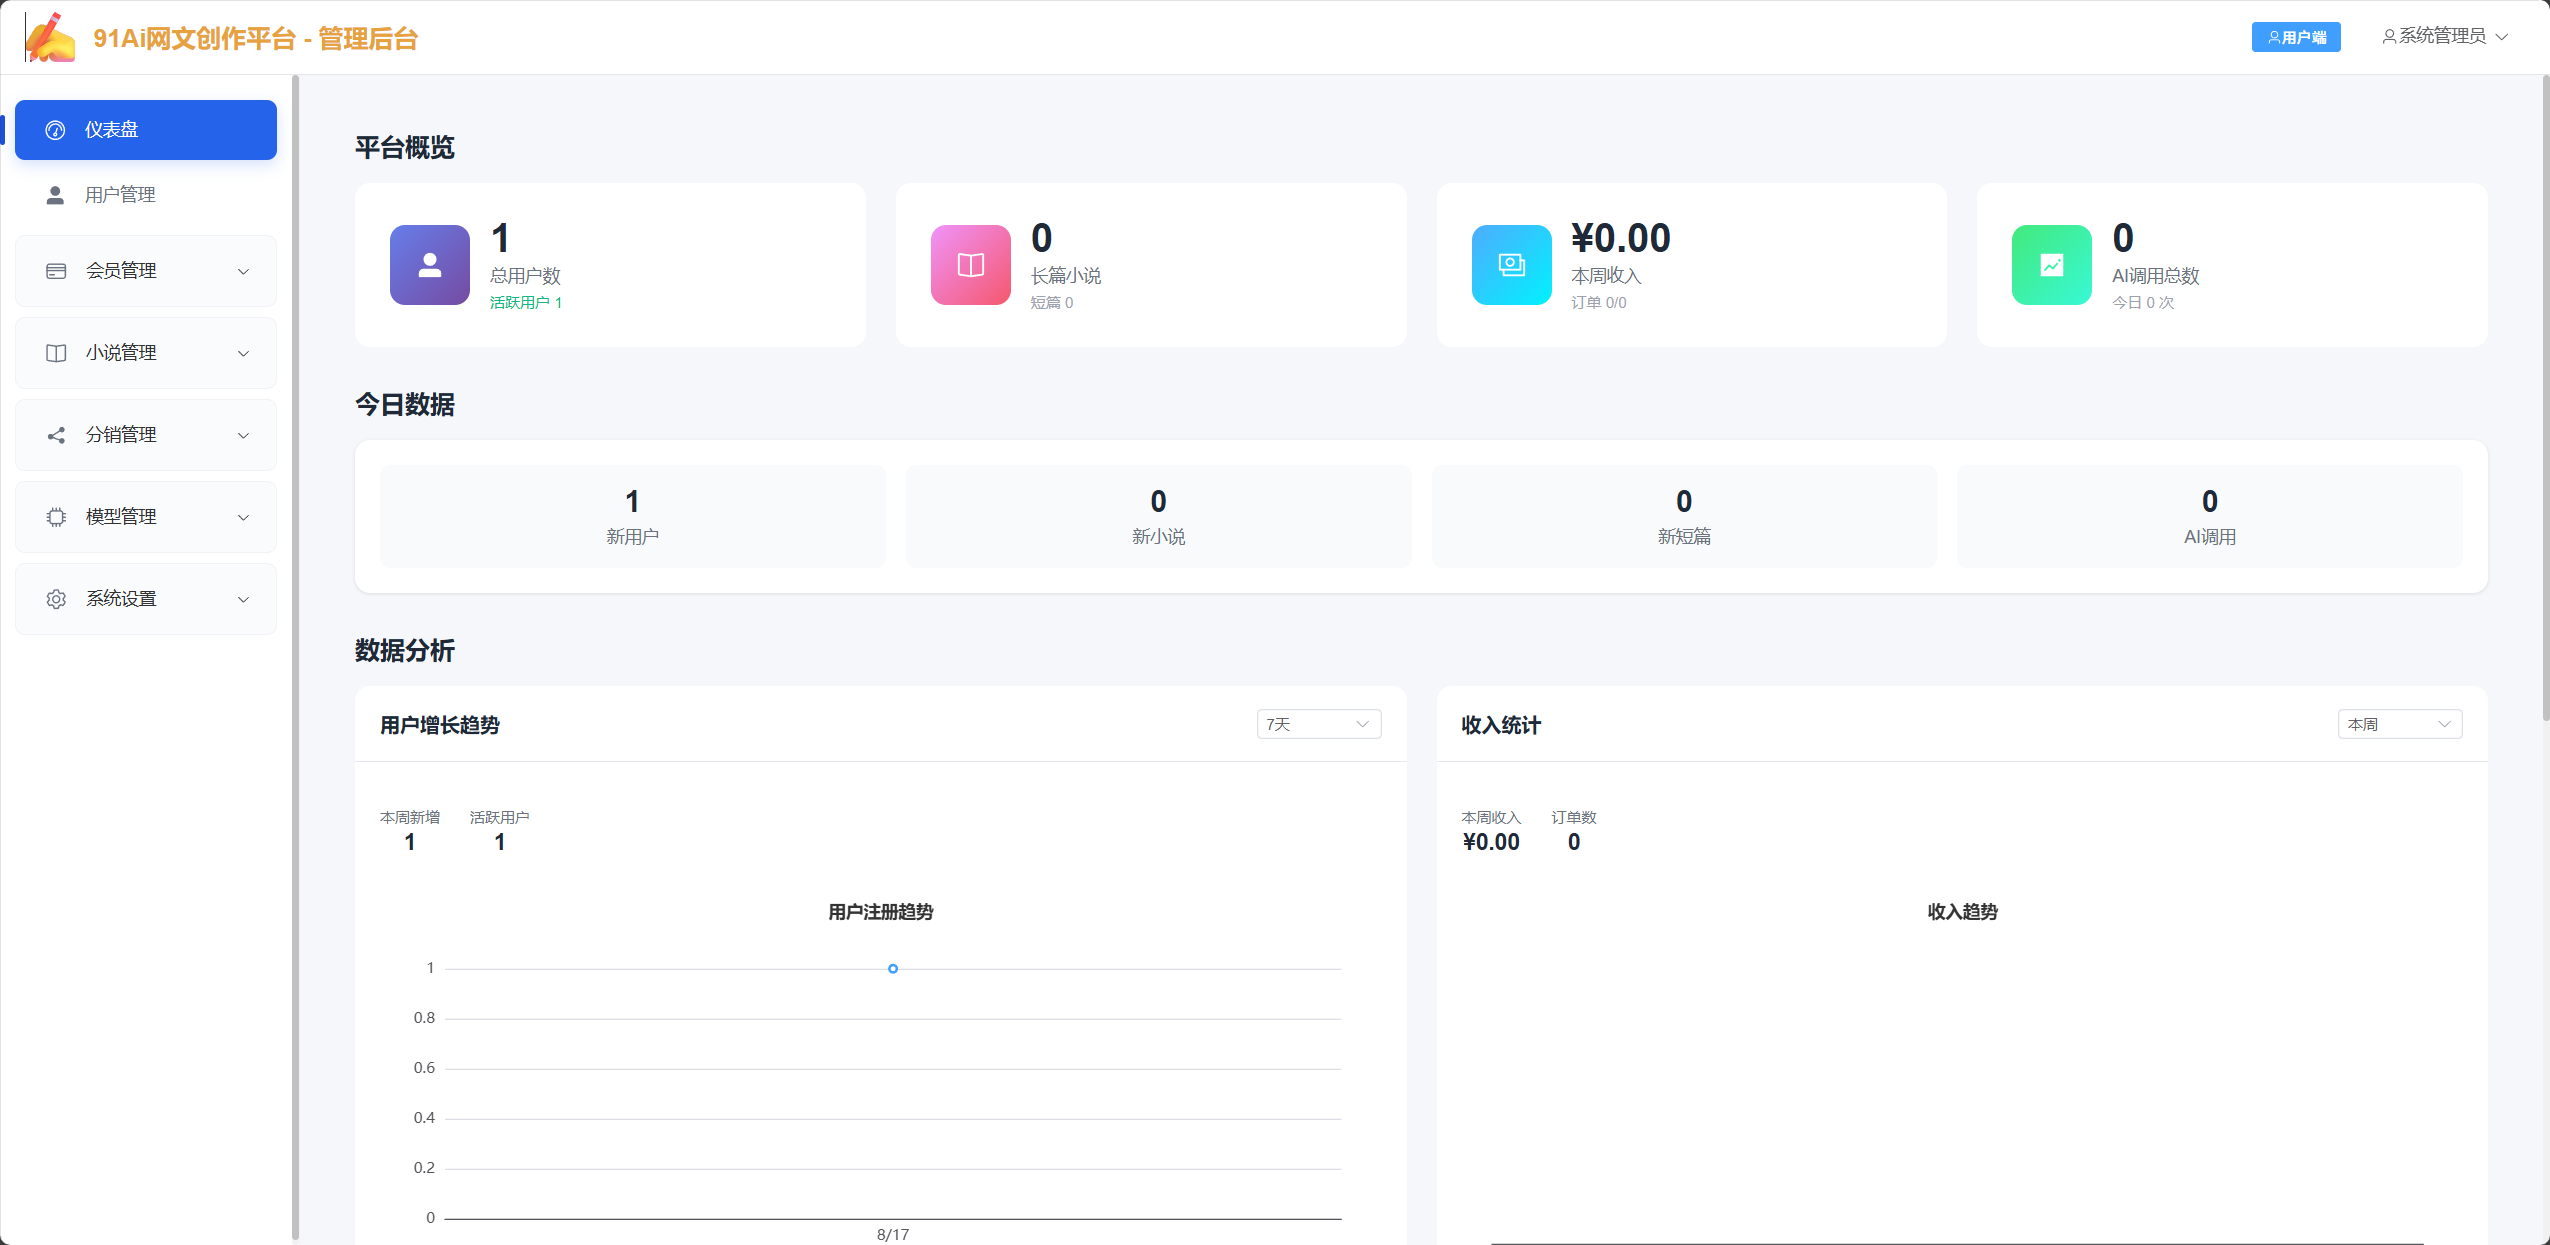 91Ai网文创作平台 - 管理后台
用户端
系统管理员
仪表盘
用户管理
会员管理
小说管理
分销管理
模型管理
系统设置
平台概览
1
总用户数
活跃用户 1
0
长篇小说
短篇 0
¥0.00
本周收入
订单 0/0
0
AI调用总数
今日 0 次
今日数据
1
新用户
0
新小说
0
新短篇
0
AI调用
数据分析
用户增长趋势
7天
本周新增
1
活跃用户
1
用户注册趋势
1
0.8
0.6
0.4
0.2
0
8/17
收入统计
本周
本周收入
¥0.00
订单数
0
收入趋势